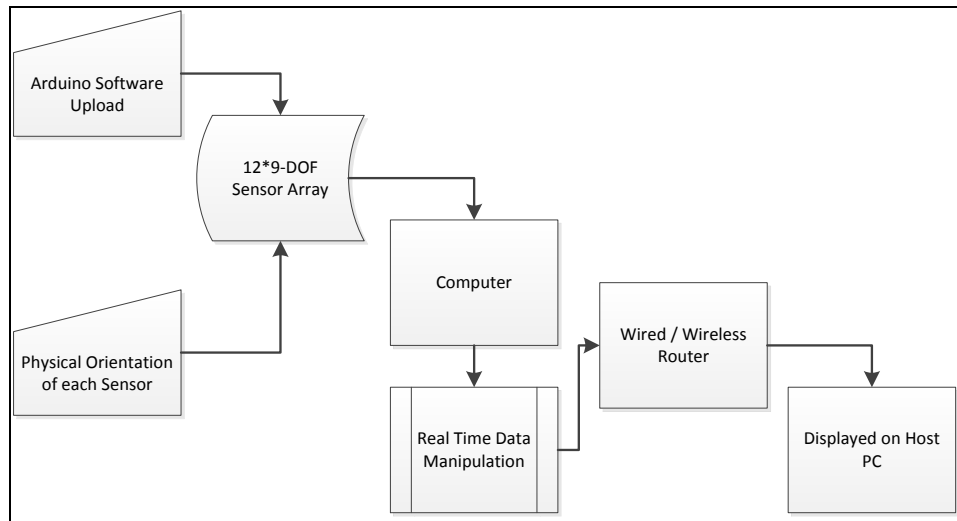 Arduino Software
Upload
12*9-DOF
Sensor Array
Computer
Physical Orientation
of each Sensor
Wired / Wireless
Router
Real Time Data
Manipulation
Displayed on Host
PC